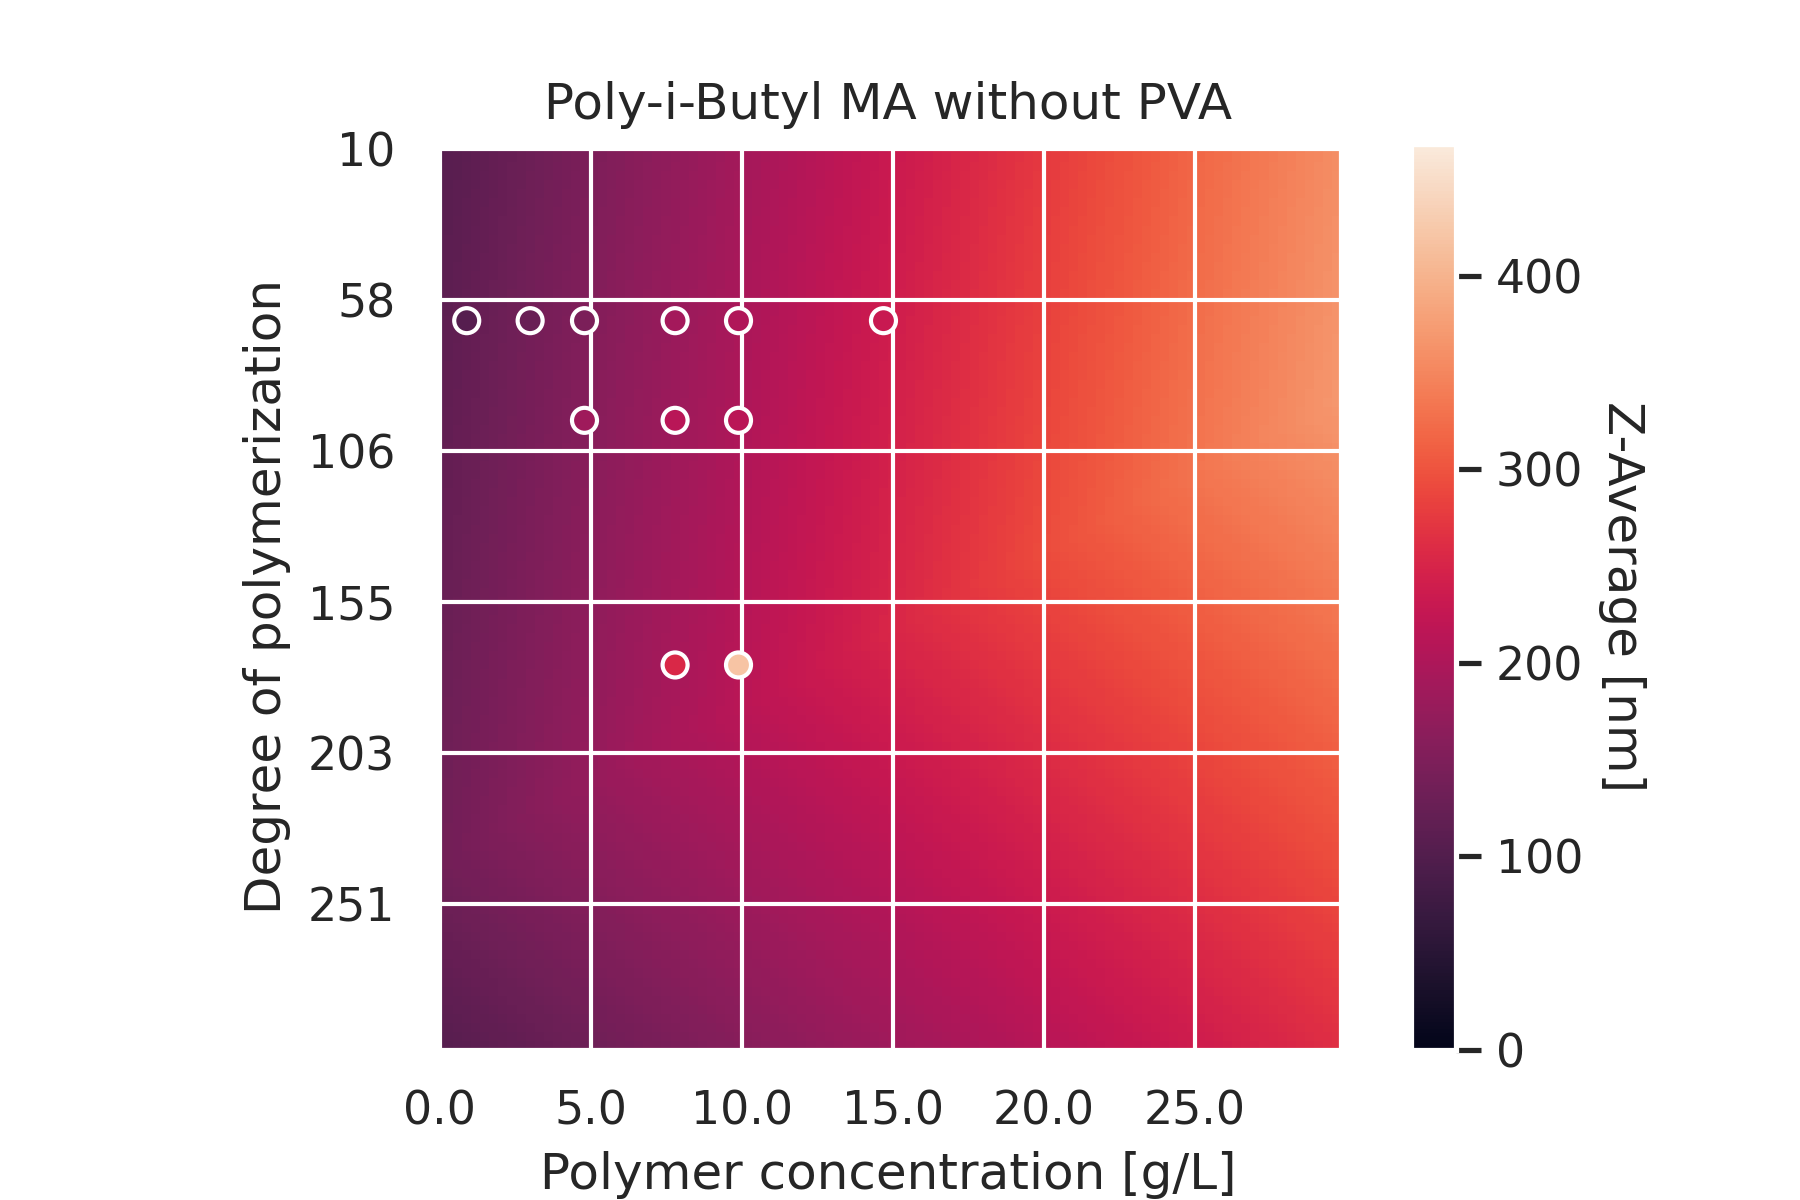 Poly-i-Butyl MA without PVA
10
58
106
155
203
251
Degree of polymerization
0.0 5.0 10.0 15.0 20.0 25.0
Polymer concentration [g/L]
400
300
200
100
0
Z-Average [nm]